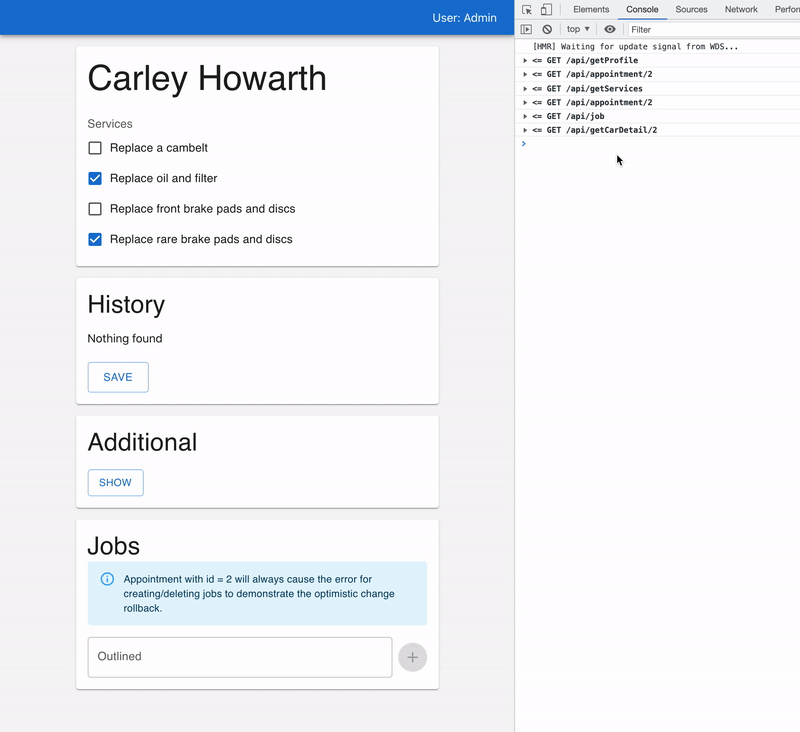 User: Admin
Carley Howarth
Services
Replace a cambelt
Replace oil and filter
Replace front brake pads and discs
Replace rare brake pads and discs
History
Nothing found
SAVE
Additional
SHOW
Jobs
Appointment with id = 2 will always cause the error for
creating/deleting jobs to demonstrate the optimistic change
rollback.
Outlined
Elements Console Sources Network Perfor
top ▼ Filter
[HMR] Waiting for update signal from WDS...
<= GET /api/getProfile
<= GET /api/appointment/2
<= GET /api/getServices
<= GET /api/appointment/2
<= GET /api/job
<= GET /api/getCarDetail/2
>